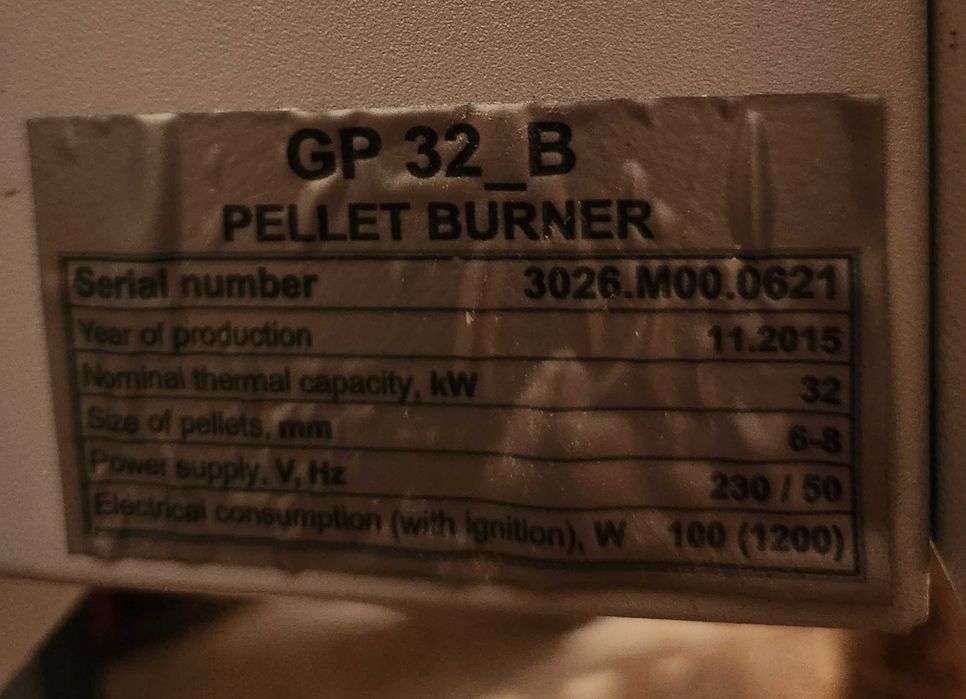 GP 32_B
PELLET BURNER
Serial number 3026.M00.0621
Year of production 11.2015
Nominal thermal capacity, kW 32
Size of pellets, mm 6-8
Power supply, V, Hz 230 / 50
Electrical consumption (with ignition), W 100 (1200)